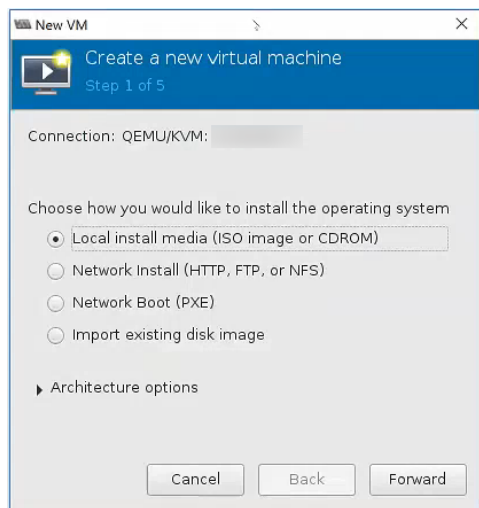 New VM
Create a new virtual machine
Step 1 of 5
Connection: QEMU/KVM:
Choose how you would like to install the operating system
Local install media (ISO image or CDROM)
Network Install (HTTP, FTP, or NFS)
Network Boot (PXE)
Import existing disk image
Architecture options
Cancel Back Forward